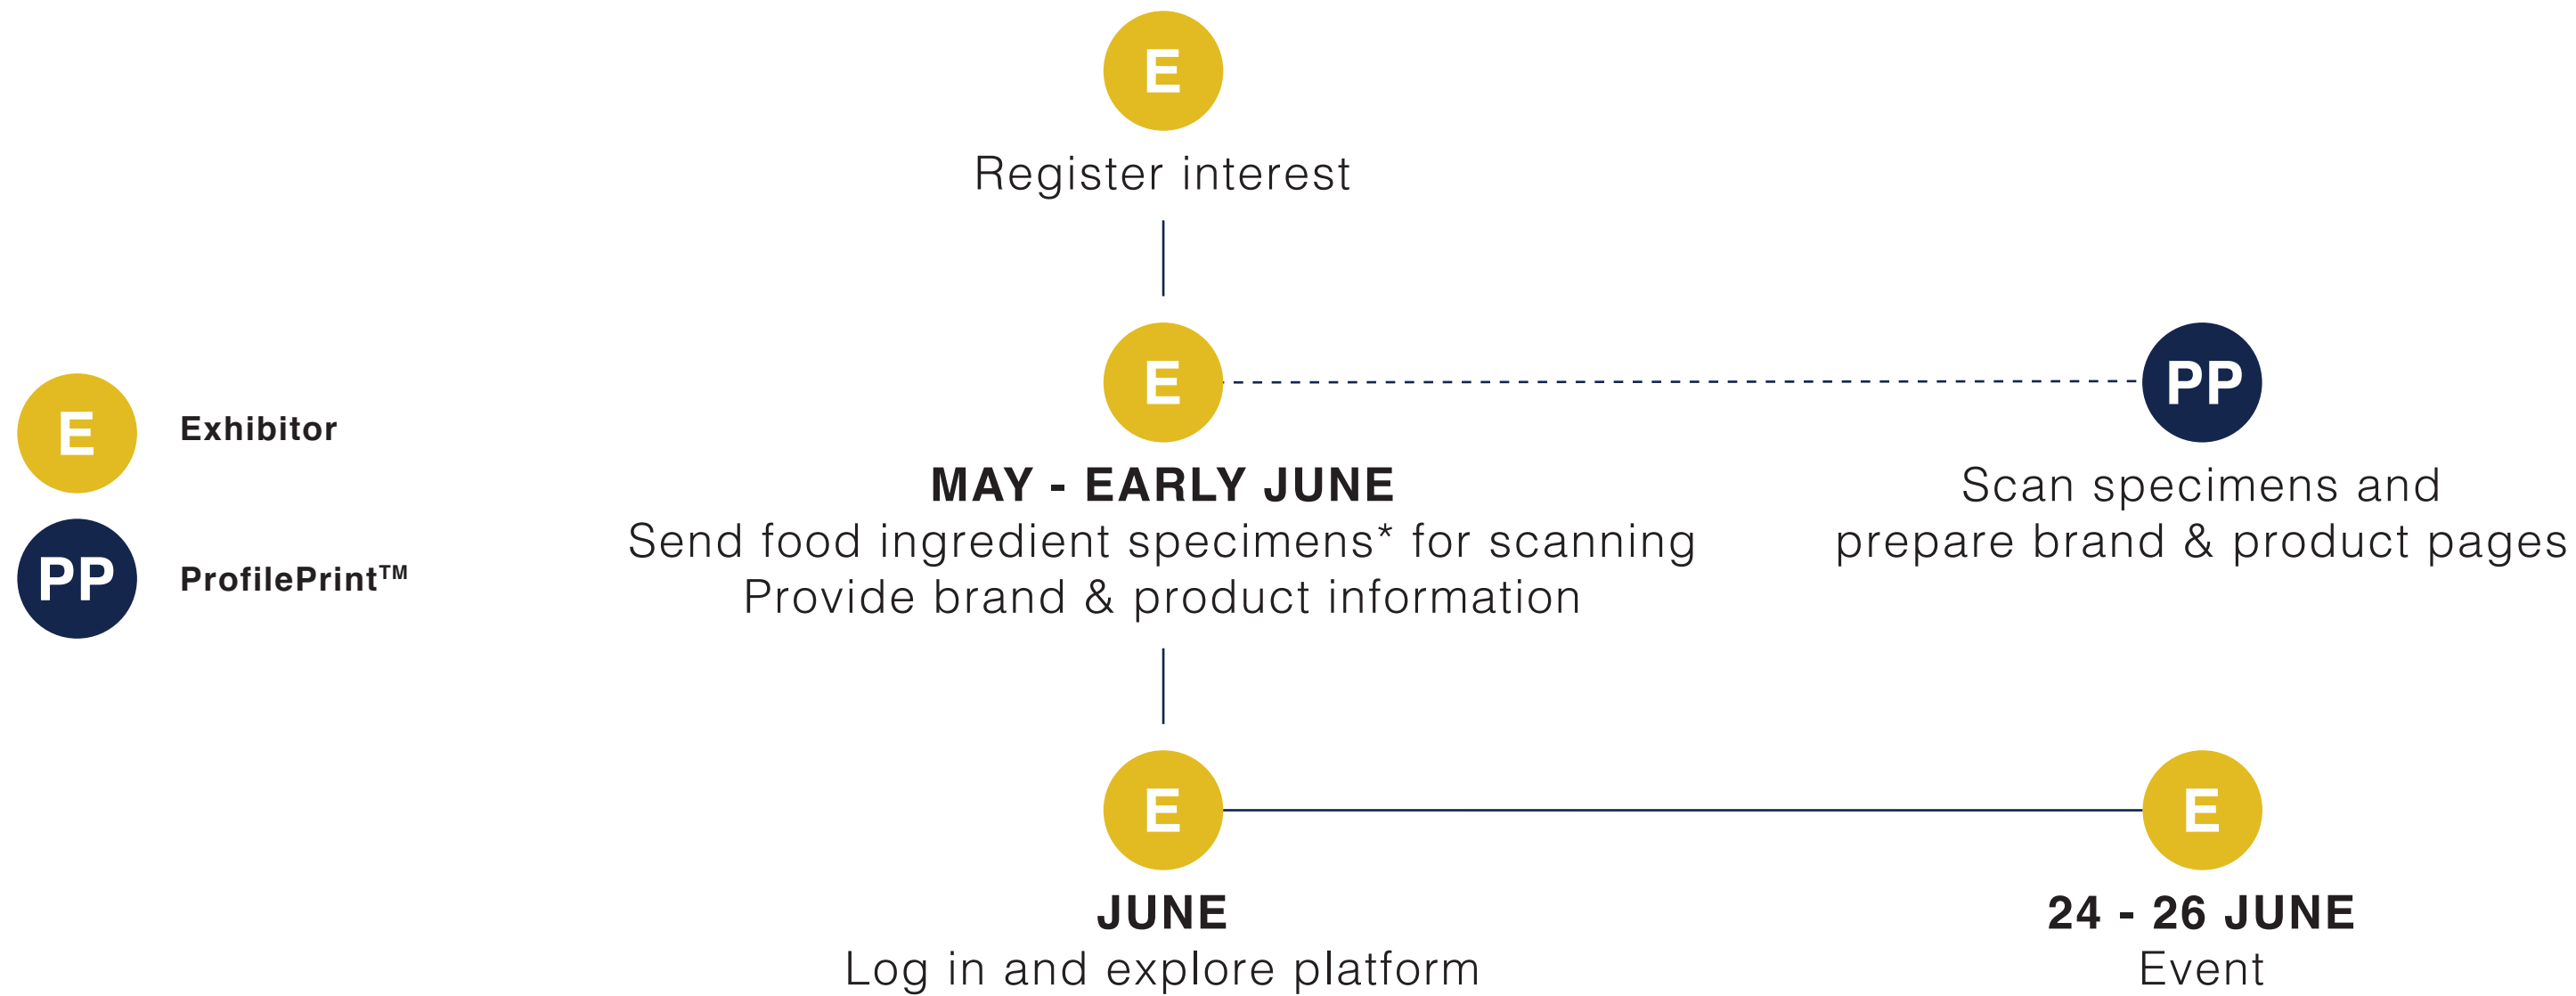 E
Register interest
E
PP
E
Exhibitor
PP
ProfilePrint™
MAY - EARLY JUNE
Send food ingredient specimens* for scanning
Provide brand & product information
Scan specimens and
prepare brand & product pages
E
E
JUNE
Log in and explore platform
24 - 26 JUNE
Event